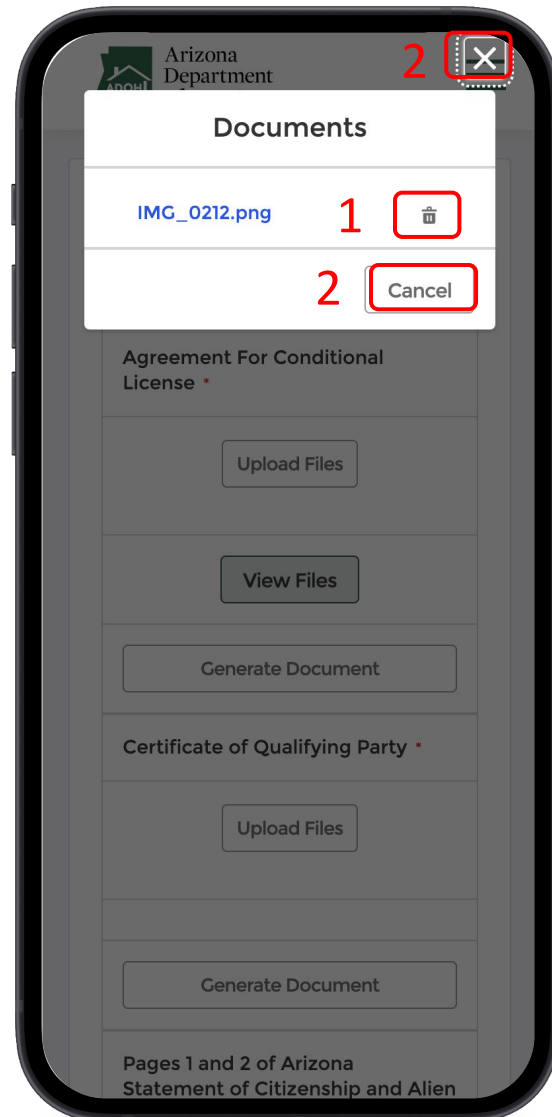 Arizona
Department
ADOH
2
Documents
IMG_0212.png
1
2
Cancel
Agreement For Conditional
License *
Upload Files
View Files
Generate Document
Certificate of Qualifying Party *
Upload Files
Generate Document
Pages 1 and 2 of Arizona
Statement of Citizenship and Alien